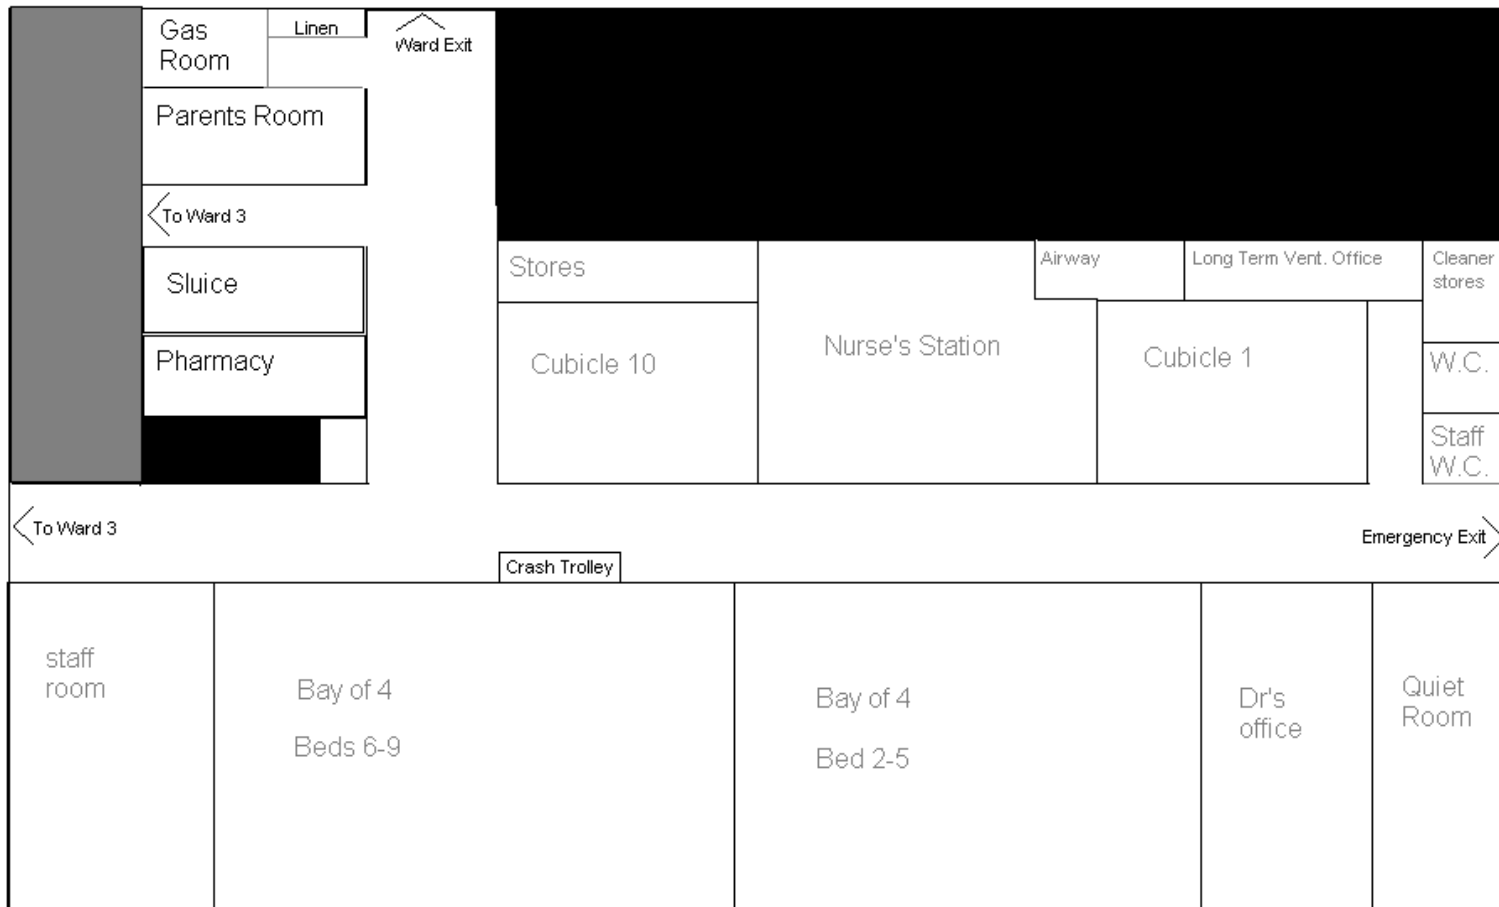 Gas
Room
Linen
Ward Exit
Parents Room
To Ward 3
Sluice
Pharmacy
Stores
Cubicle 10
Nurse's Station
Airway
Long Term Vent. Office
Cleaner
stores
Cubicle 1
W.C.
Staff
W.C.
To Ward 3
Emergency Exit
Crash Trolley
staff
room
Bay of 4
Beds 6-9
Bay of 4
Bed 2-5
Dr's
office
Quiet
Room